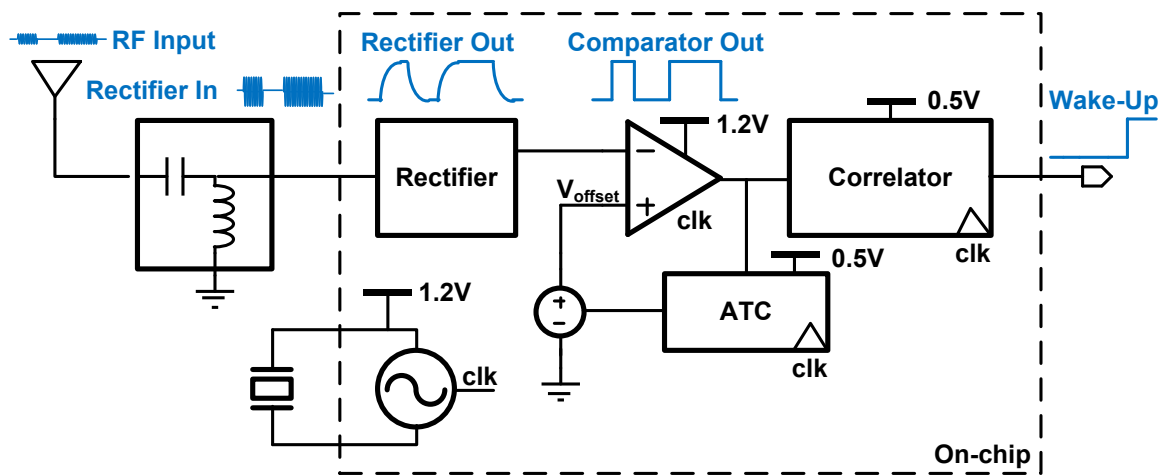 RF Input
Rectifier In
Rectifier Out
Comparator Out
Wake-Up
1.2V
0.5V
Rectifier
−
+
V_offset
clk
Correlator
clk
0.5V
ATC
clk
+
−
1.2V
clk
On-chip